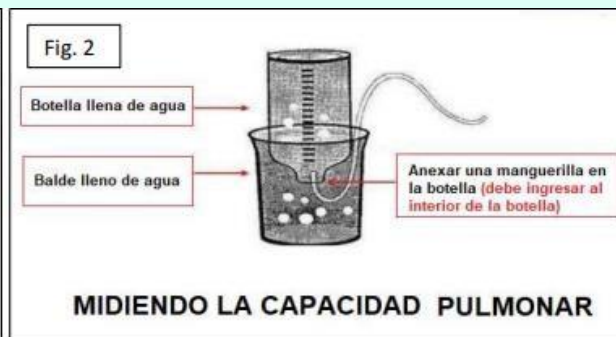 Fig. 2
Botella llena de agua
Balde lleno de agua
Anexar una manguerilla en
la botella (debe ingresar al
interior de la botella)
MIDIENDO LA CAPACIDAD PULMONAR